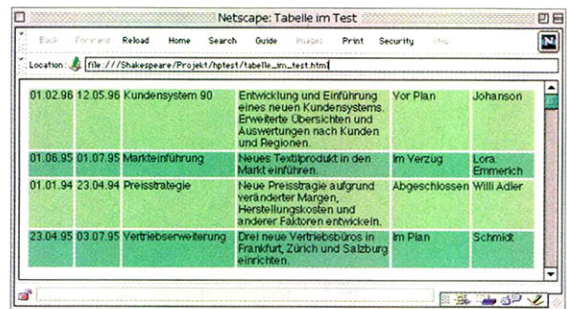 Netscape: Tabelle im Test
Back Forward Reload Home Search Guide Images Print Security Stop
Location: file:///Shakespeare/Projekt/hptest/tabelle_im_test.html
01.02.96 12.05.96 Kundensystem 90 Entwicklung und Einführung Vor Plan Johanson
eines neuen Kundensystems.
Erweiterte Übersichten und
Auswertungen nach Kunden
und Regionen.
01.06.95 01.07.95 Markteinführung Neues Textilprodukt in den Im Verzug Lora
Markt einführen. Emmerich
01.01.94 23.04.94 Preisstrategie Neue Preisstragie aufgrund Abgeschlossen Willi Adler
veränderter Margen,
Herstellungskosten und
anderer Faktoren entwickeln.
23.04.95 03.07.95 Vertriebserweiterung Drei neue Vertriebsbüros in Im Plan Schmidt
Frankfurt, Zürich und Salzburg
einrichten.